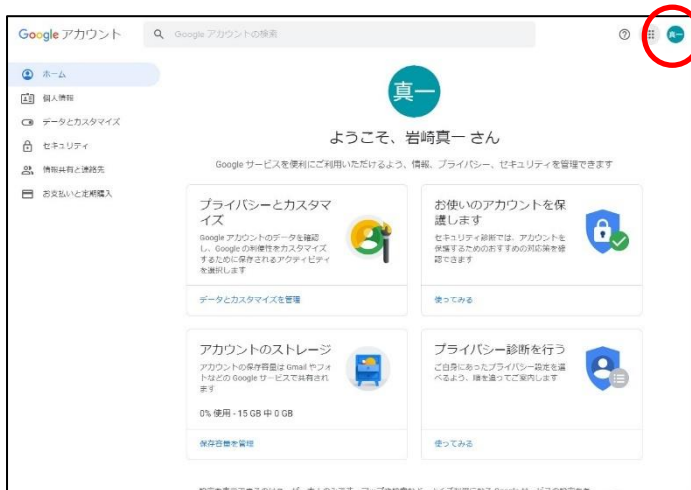 Google アカウント
Google アカウントの検索
真一
ホーム
個人情報
データとカスタマイズ
セキュリティ
情報共有と連絡先
お支払いと定期購入
真一
ようこそ、岩崎真一 さん
Google サービスを便利にご利用いただけるよう、情報、プライバシー、セキュリティを管理できます
プライバシーとカスタマ
イズ
Google アカウントのデータを確認
し、Google の利便性をカスタマイズ
するために保存されるアクティビティ
を選択します
データとカスタマイズを管理
お使いのアカウントを保
護します
セキュリティ診断では、アカウントを
保護するためのおすすめの対応策を確
認できます
使ってみる
アカウントのストレージ
アカウントの保存容量は Gmail やフォ
トなどの Google サービスで共有され
ます
0% 使用 - 15 GB 中 0 GB
保存容量を管理
プライバシー診断を行う
ご自身にあったプライバシー設定を選
べるよう、順を追ってご案内します
使ってみる